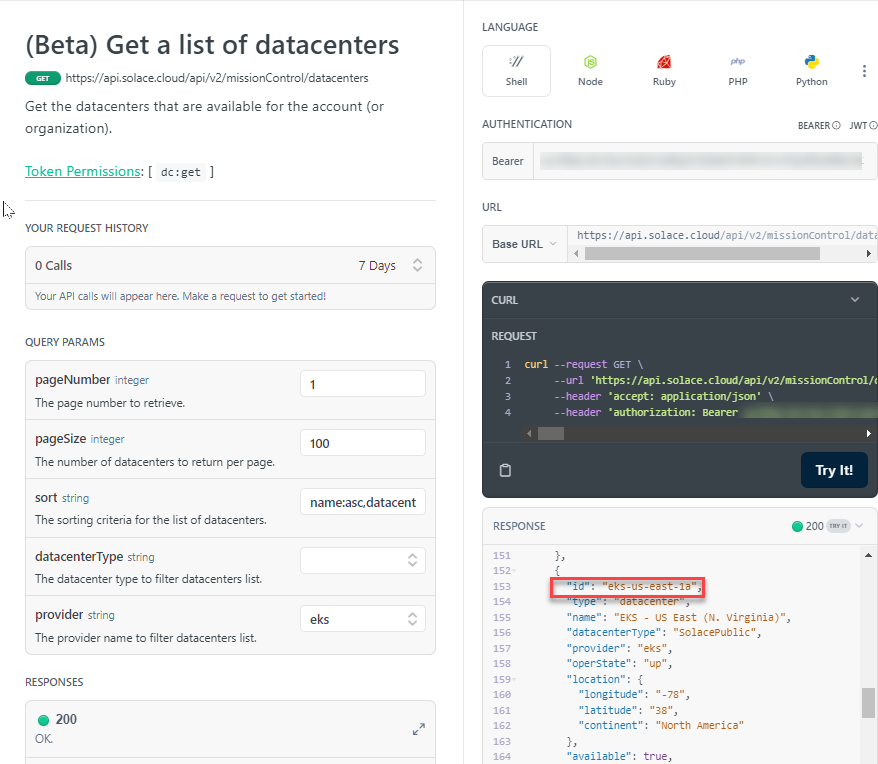 (Beta) Get a list of datacenters
GET https://api.solace.cloud/api/v2/missionControl/datacenters
Get the datacenters that are available for the account (or
organization).
Token Permissions: [ dc:get ]
YOUR REQUEST HISTORY
0 Calls 7 Days
Your API calls will appear here. Make a request to get started!
QUERY PARAMS
pageNumber integer 1
The page number to retrieve.
pageSize integer 100
The number of datacenters to return per page.
sort string name:asc,datacent
The sorting criteria for the list of datacenters.
datacenterType string
The datacenter type to filter datacenters list.
provider string eks
The provider name to filter datacenters list.
RESPONSES
200
OK.
LANGUAGE
Shell Node Ruby PHP Python
AUTHENTICATION BEARER JWT
Bearer
URL
Base URL https://api.solace.cloud/api/v2/missionControl/data
CURL
REQUEST
1 curl --request GET \
2 --url 'https://api.solace.cloud/api/v2/missionControl/
3 --header 'accept: application/json' \
4 --header 'authorization: Bearer
Try It!
RESPONSE 200 TRY IT
151 },
152 {
153 "id": "eks-us-east-1a",
154 "type": "datacenter",
155 "name": "EKS - US East (N. Virginia)",
156 "datacenterType": "SolacePublic",
157 "provider": "eks",
158 "operState": "up",
159 "location": {
160 "longitude": "-78",
161 "latitude": "38",
162 "continent": "North America"
163 },
164 "available": true,